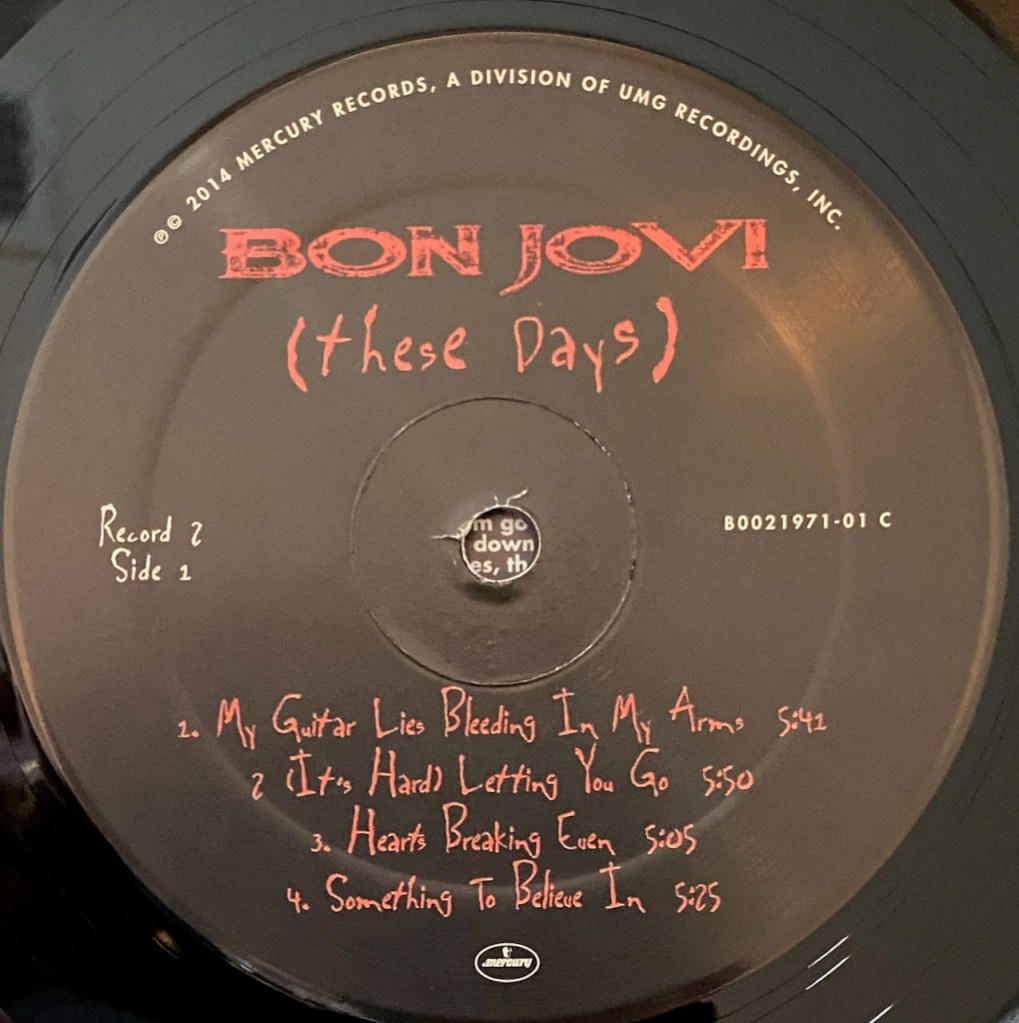 ℗© 2014 MERCURY RECORDS, A DIVISION OF UMG RECORDINGS, INC.
BON JOVI
(these Days)
Record 2
Side 1
B0021971-01 C
m go
down
es, th
1. My Guitar Lies Bleeding In My Arms 5:41
2 (It's Hard) Letting You Go 5:50
3. Hearts Breaking Even 5:05
4. Something To Believe In 5:25
mercury